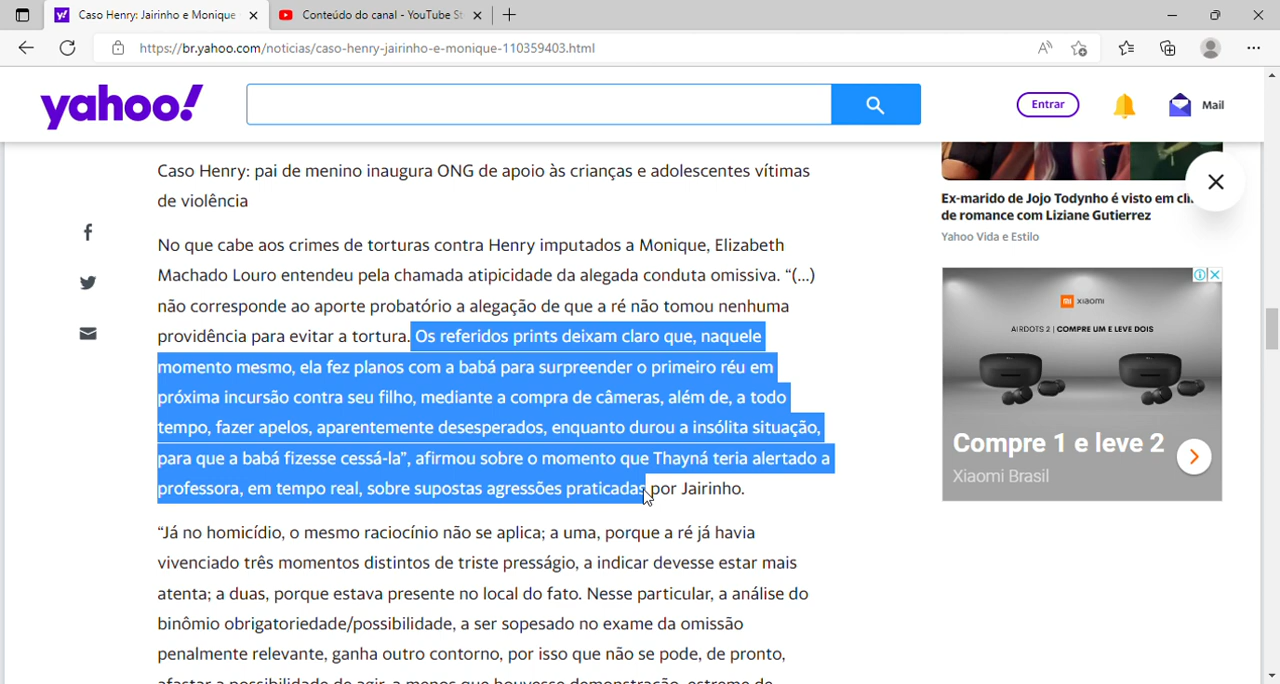 Caso Henry: Jairinho e Monique
Conteúdo do canal - YouTube St
https://br.yahoo.com/noticias/caso-henry-jairinho-e-monique-110359403.html
yahoo!
Entrar
Mail
Caso Henry: pai de menino inaugura ONG de apoio às crianças e adolescentes vítimas
de violência
No que cabe aos crimes de torturas contra Henry imputados a Monique, Elizabeth
Machado Louro entendeu pela chamada atipicidade da alegada conduta omissiva. “(...)
não corresponde ao aporte probatório a alegação de que a ré não tomou nenhuma
providência para evitar a tortura. Os referidos prints deixam claro que, naquele
momento mesmo, ela fez planos com a babá para surpreender o primeiro réu em
próxima incursão contra seu filho, mediante a compra de câmeras, além de, a todo
tempo, fazer apelos, aparentemente desesperados, enquanto durou a insólita situação,
para que a babá fizesse cessá-la”, afirmou sobre o momento que Thayná teria alertado a
professora, em tempo real, sobre supostas agressões praticadas por Jairinho.
“Já no homicídio, o mesmo raciocínio não se aplica; a uma, porque a ré já havia
vivenciado três momentos distintos de triste presságio, a indicar devesse estar mais
atenta; a duas, porque estava presente no local do fato. Nesse particular, a análise do
binômio obrigatoriedade/possibilidade, a ser sopesado no exame da omissão
penalmente relevante, ganha outro contorno, por isso que não se pode, de pronto,
afastar a possibilidade de agir, a menos que houvesse demonstração, estreme de
Ex-marido de Jojo Todynho é visto em cli
de romance com Liziane Gutierrez
Yahoo Vida e Estilo
mi xiaomi
AIRDOTS 2 | COMPRE UM E LEVE DOIS
Compre 1 e leve 2
Xiaomi Brasil